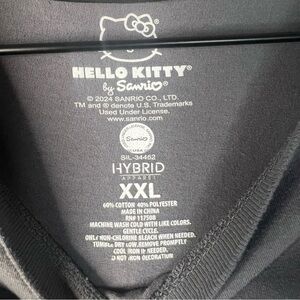 HELLO KITTY®
by Sanrio®
© 2024 SANRIO CO., LTD.
TM and ® denote U.S. Trademarks
Used Under License.
www.sanrio.com
Sanrio
SIL-34462
HYBRID
APPAREL
XXL
60% COTTON 40% POLYESTER
MADE IN CHINA
RN# 117508
MACHINE WASH COLD WITH LIKE COLORS.
GENTLE CYCLE.
ONLY NON-CHLORINE BLEACH WHEN NEEDED.
TUMBLE DRY LOW. REMOVE PROMPTLY
COOL IRON IF NEEDED
DO NOT IRON DECORATION